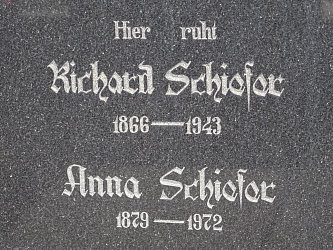 Hier ruht
Richard Schiefer
1866—1943
Anna Schiefer
1879—1972